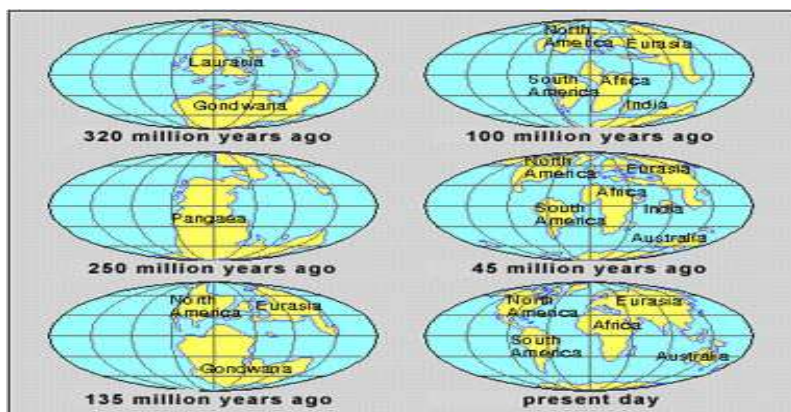 Laurania
Gondwana
320 million years ago
Pangaea
250 million years ago
North
America
Eurasia
Gondwana
135 million years ago
North
America
Eurasia
South
America
Africa
India
100 million years ago
North
America
Eurasia
Africa
South
America
India
Australia
45 million years ago
North
America
Eurasia
Africa
South
America
Australia
present day